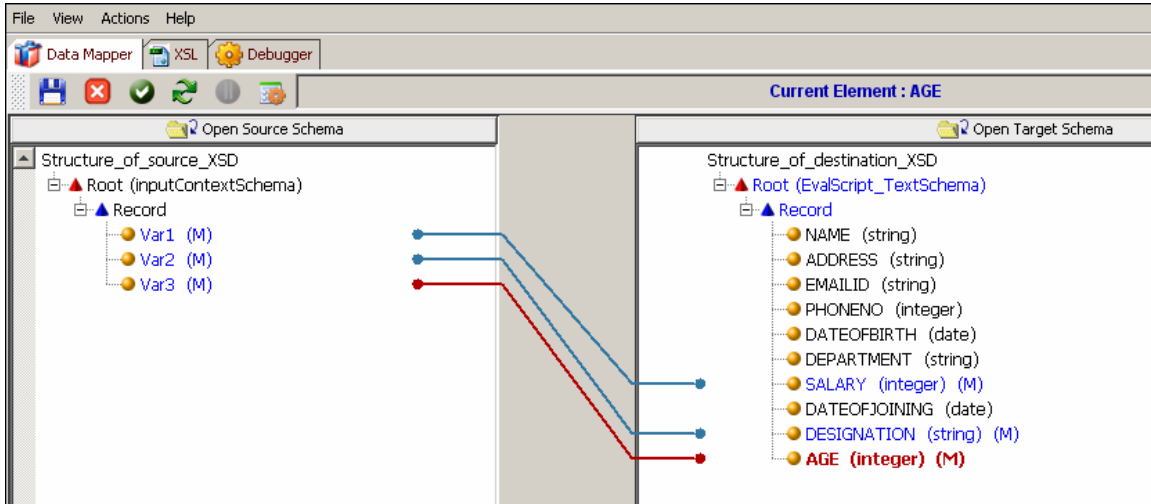 File View Actions Help
Data Mapper XSL Debugger
Current Element : AGE
Open Source Schema
Structure_of_source_XSD
Root (inputContextSchema)
Record
Var1 (M)
Var2 (M)
Var3 (M)
Open Target Schema
Structure_of_destination_XSD
Root (EvalScript_TextSchema)
Record
NAME (string)
ADDRESS (string)
EMAILID (string)
PHONENO (integer)
DATEOFBIRTH (date)
DEPARTMENT (string)
SALARY (integer) (M)
DATEOFJOINING (date)
DESIGNATION (string) (M)
AGE (integer) (M)